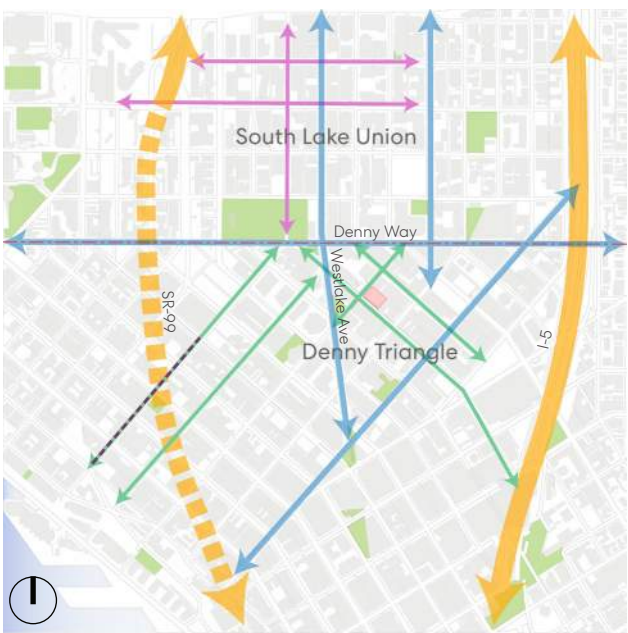 South Lake Union
Denny Way
Westlake Ave
SR-99
I-5
Denny Triangle